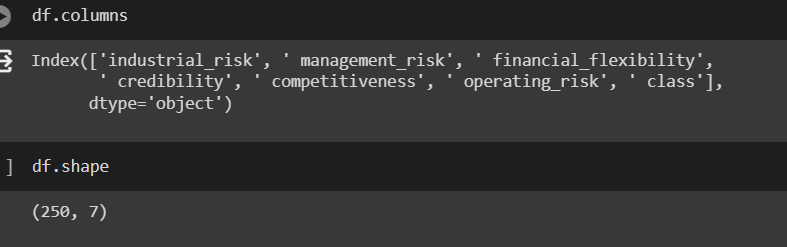 df.columns
Index(['industrial_risk', ' management_risk', ' financial_flexibility',
' credibility', ' competitiveness', ' operating_risk', ' class'],
dtype='object')
] df.shape
(250, 7)